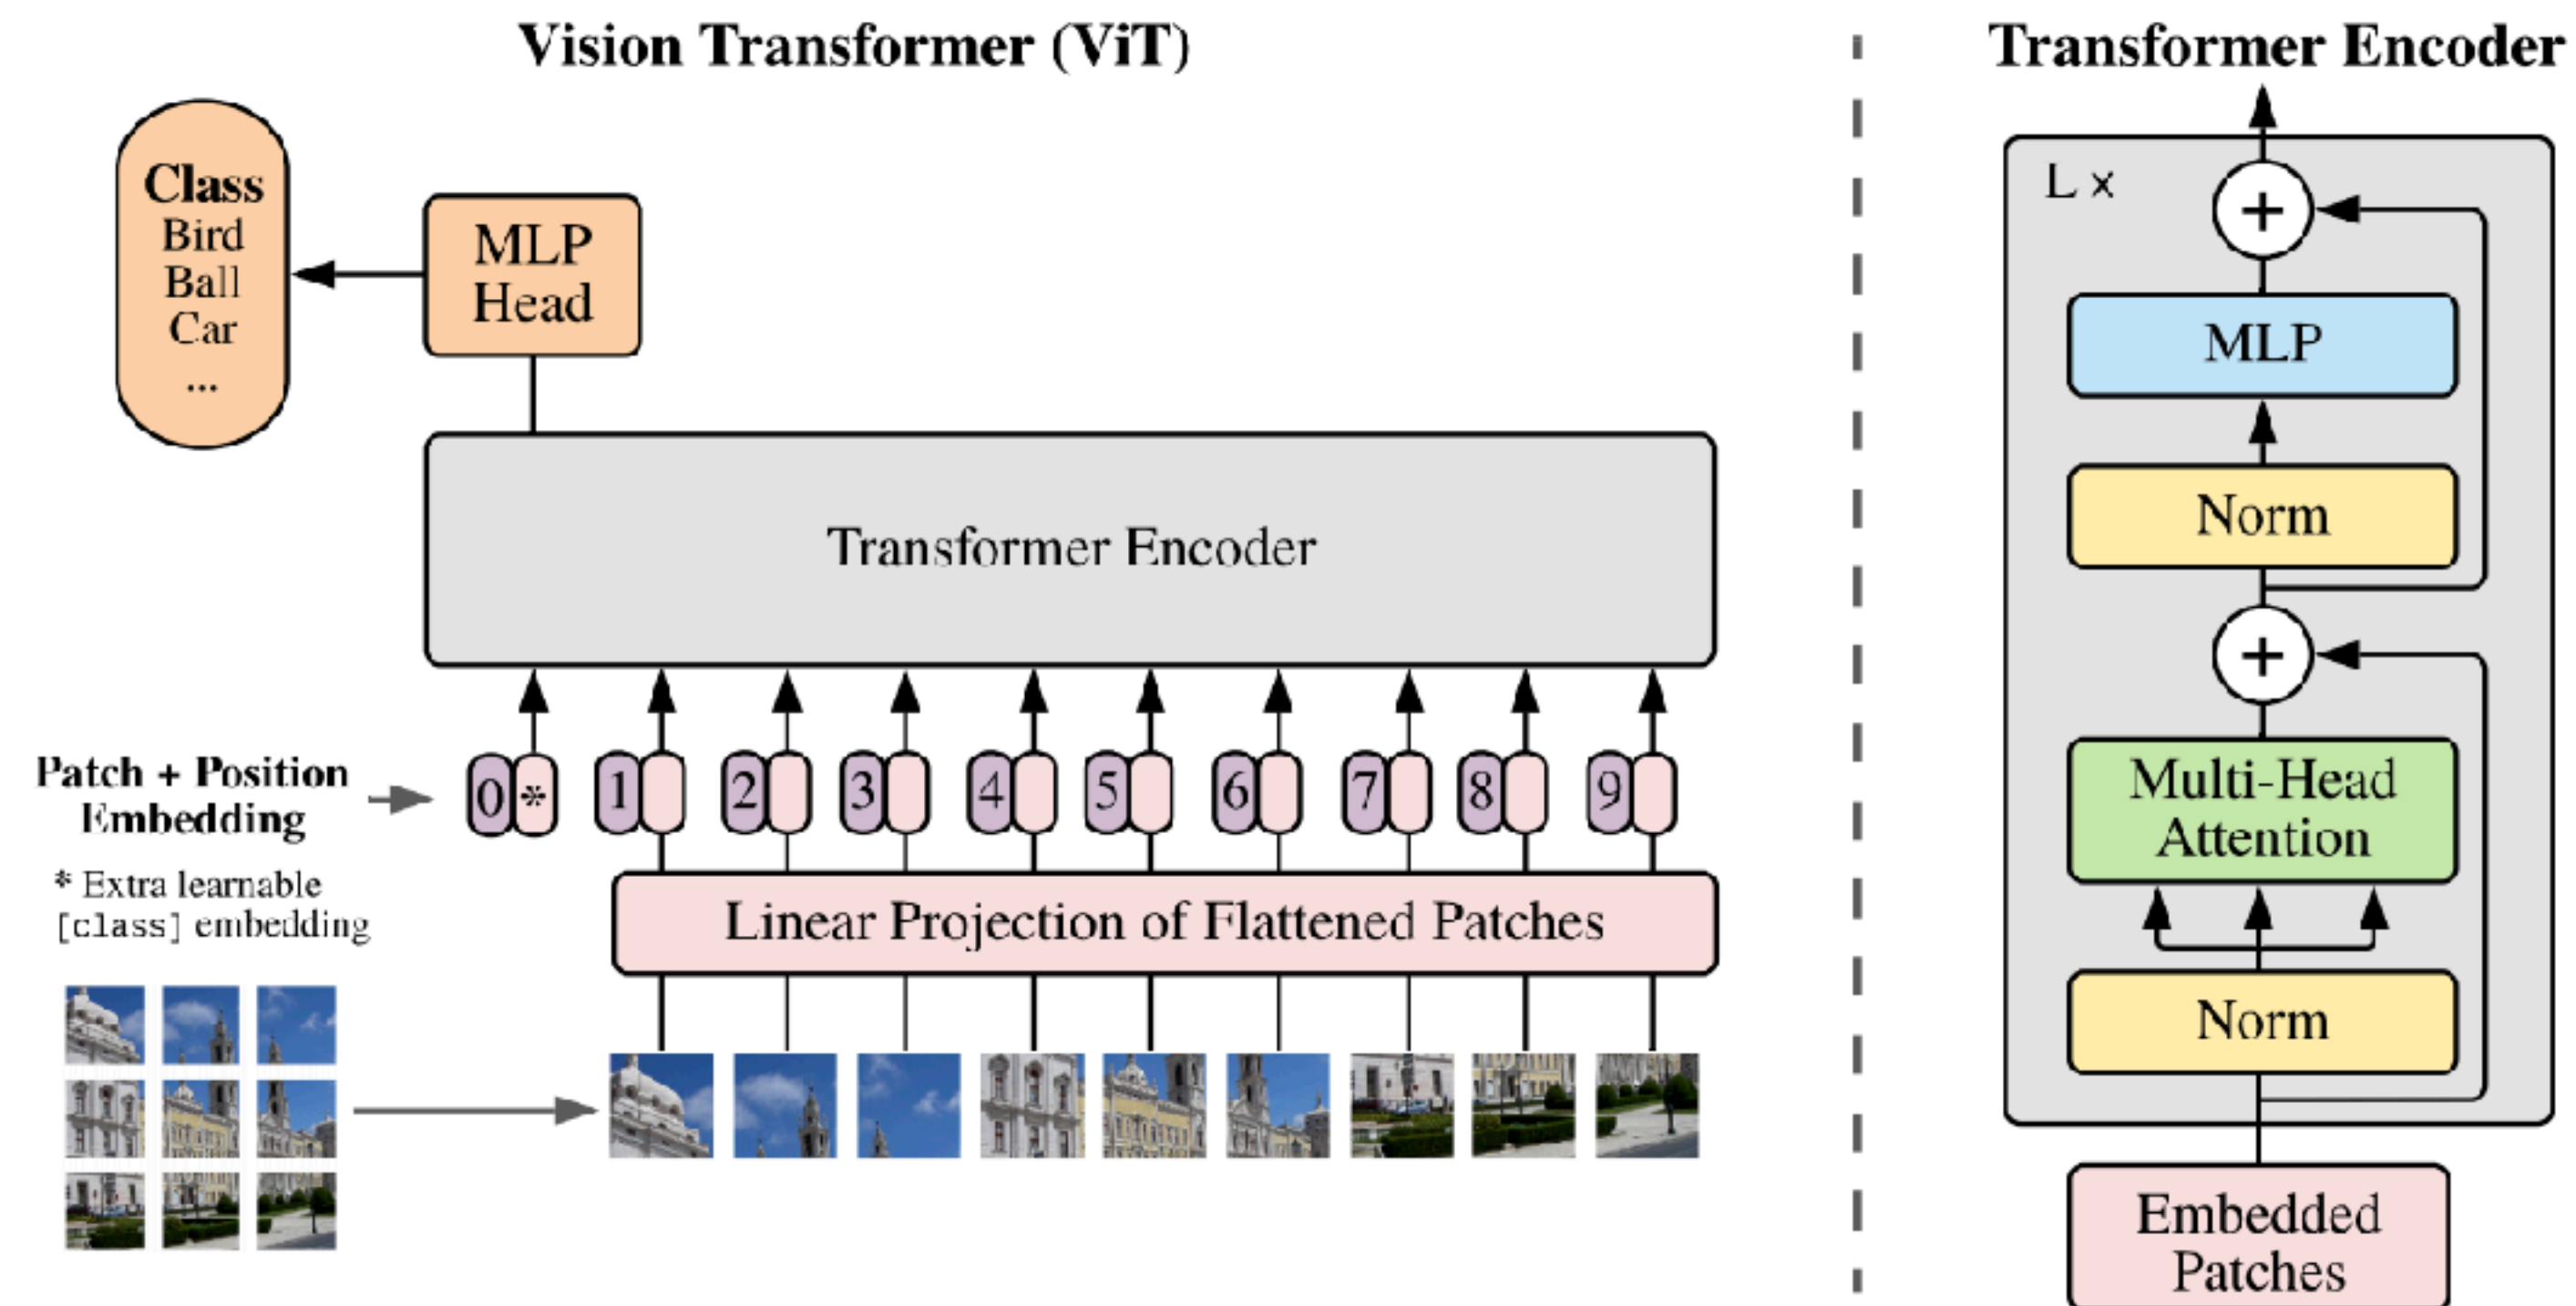 Vision Transformer (ViT)
Class
Bird
Ball
Car
...
MLP
Head
Transformer Encoder
Patch + Position
Embedding
* Extra learnable
[class] embedding
0 * 1 2 3 4 5 6 7 8 9
Linear Projection of Flattened Patches
Transformer Encoder
L ×
+
MLP
Norm
+
Multi-Head
Attention
Norm
Embedded
Patches